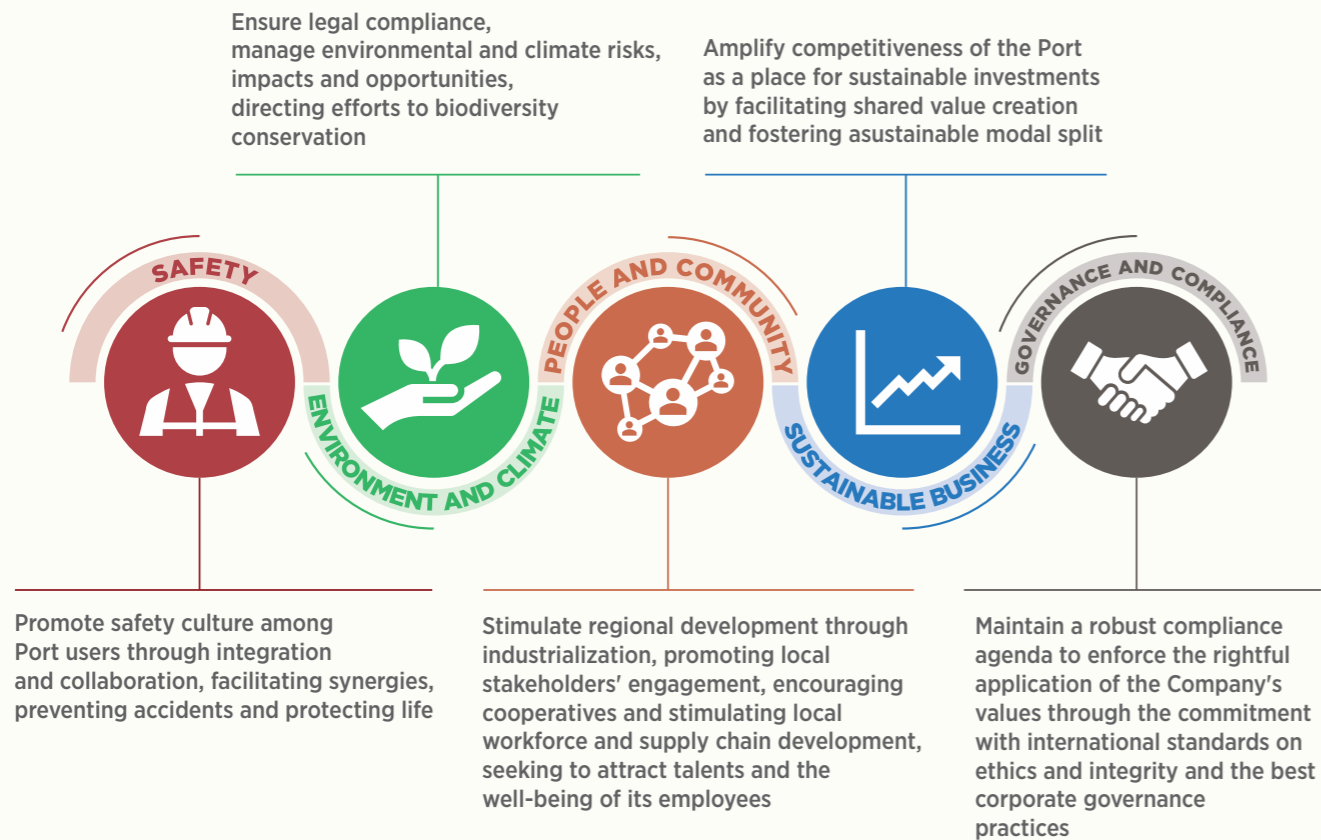 Ensure legal compliance,
manage environmental and climate risks,
impacts and opportunities,
directing efforts to biodiversity
conservation
Amplify competitiveness of the Port
as a place for sustainable investments
by facilitating shared value creation
and fostering asustainable modal split
SAFETY
ENVIRONMENT AND CLIMATE
PEOPLE AND COMMUNITY
SUSTAINABLE BUSINESS
GOVERNANCE AND COMPLIANCE
Promote safety culture among
Port users through integration
and collaboration, facilitating synergies,
preventing accidents and protecting life
Stimulate regional development through
industrialization, promoting local
stakeholders' engagement, encouraging
cooperatives and stimulating local
workforce and supply chain development,
seeking to attract talents and the
well-being of its employees
Maintain a robust compliance
agenda to enforce the rightful
application of the Company's
values through the commitment
with international standards on
ethics and integrity and the best
corporate governance
practices